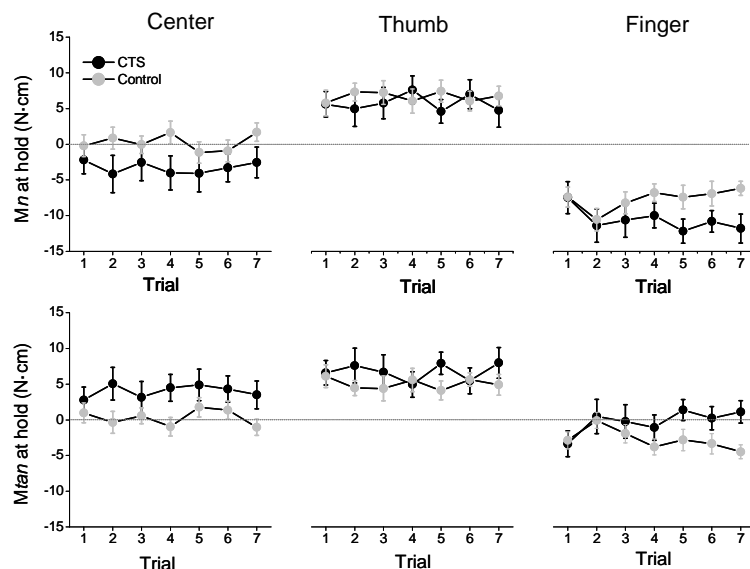 Center Thumb Finger
CTS
Control
Mn at hold (N·cm)
15
10
5
0
-5
-10
-15
1 2 3 4 5 6 7
1 2 3 4 5 6 7
1 2 3 4 5 6 7
Trial Trial Trial
Mtan at hold (N·cm)
15
10
5
0
-5
-10
-15
1 2 3 4 5 6 7
1 2 3 4 5 6 7
1 2 3 4 5 6 7
Trial Trial Trial